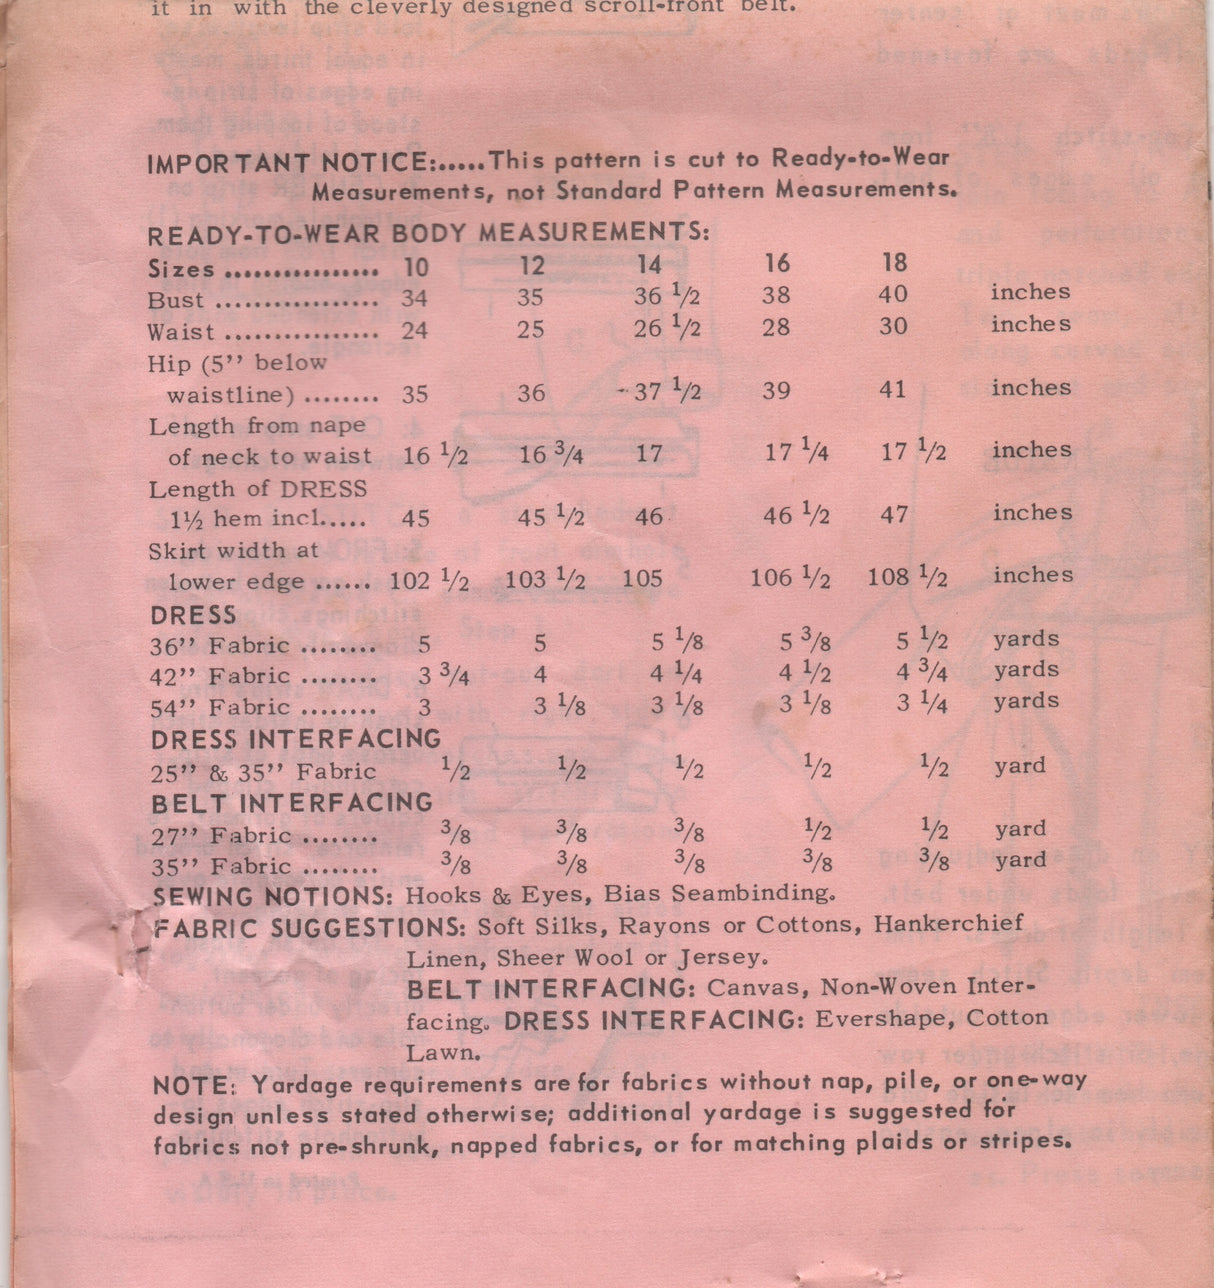 it in with the cleverly designed scroll-front belt.
IMPORTANT NOTICE:.....This pattern is cut to Ready-to-Wear
Measurements, not Standard Pattern Measurements.
READY-TO-WEAR BODY MEASUREMENTS:
Sizes ................ 10 12 14 16 18
Bust ................. 34 35 36 1/2 38 40 inches
Waist ................ 24 25 26 1/2 28 30 inches
Hip (5’’ below
waistline) ........ 35 36 37 1/2 39 41 inches
Length from nape
of neck to waist 16 1/2 16 3/4 17 17 1/4 17 1/2 inches
Length of DRESS
1½ hem incl..... 45 45 1/2 46 46 1/2 47 inches
Skirt width at
lower edge ...... 102 1/2 103 1/2 105 106 1/2 108 1/2 inches
DRESS
36’’ Fabric ........ 5 5 5 1/8 5 3/8 5 1/2 yards
42’’ Fabric ........ 3 3/4 4 4 1/4 4 1/2 4 3/4 yards
54’’ Fabric ........ 3 3 1/8 3 1/8 3 1/8 3 1/4 yards
DRESS INTERFACING
25’’ & 35’’ Fabric 1/2 1/2 1/2 1/2 1/2 yard
BELT INTERFACING
27’’ Fabric ........ 3/8 3/8 3/8 1/2 1/2 yard
35’’ Fabric ........ 3/8 3/8 3/8 3/8 3/8 yard
SEWING NOTIONS: Hooks & Eyes, Bias Seambinding.
FABRIC SUGGESTIONS: Soft Silks, Rayons or Cottons, Hankerchief
Linen, Sheer Wool or Jersey.
BELT INTERFACING: Canvas, Non-Woven Inter-
facing. DRESS INTERFACING: Evershape, Cotton
Lawn.
NOTE: Yardage requirements are for fabrics without nap, pile, or one-way
design unless stated otherwise; additional yardage is suggested for
fabrics not pre-shrunk, napped fabrics, or for matching plaids or stripes.